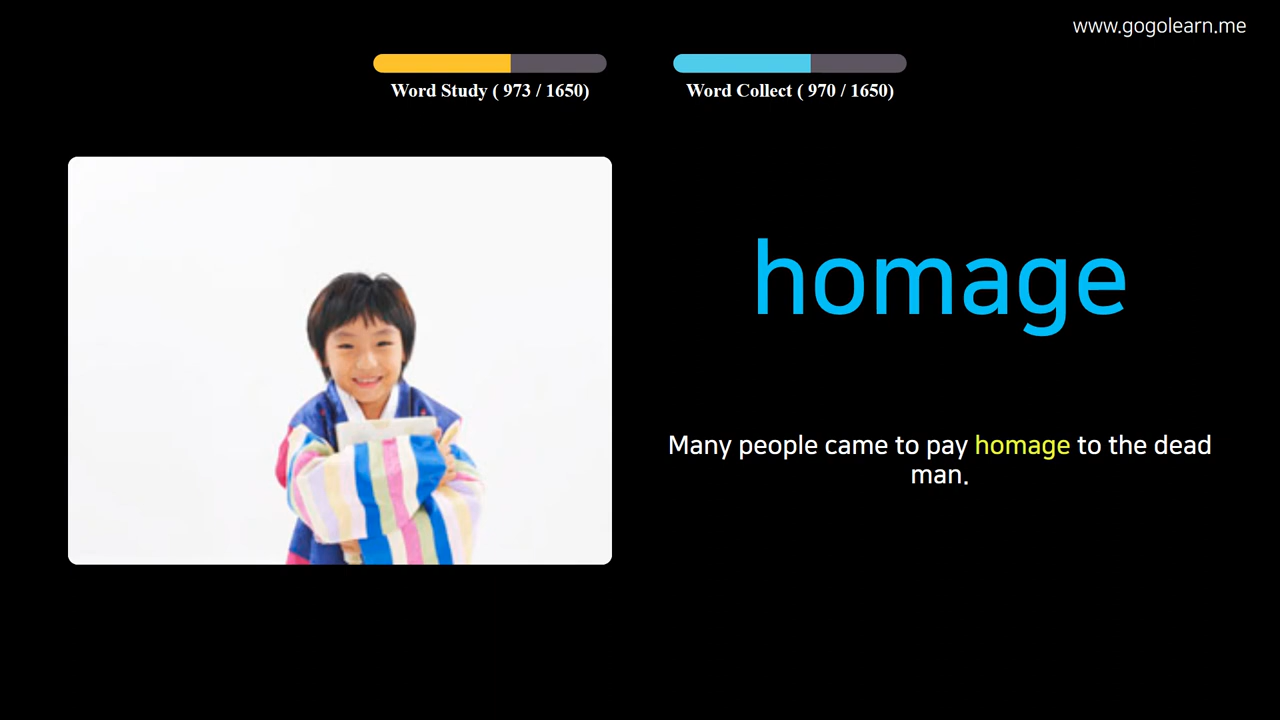 www.gogolearn.me
Word Study ( 973 / 1650)
Word Collect ( 970 / 1650)
homage
Many people came to pay homage to the dead
man.